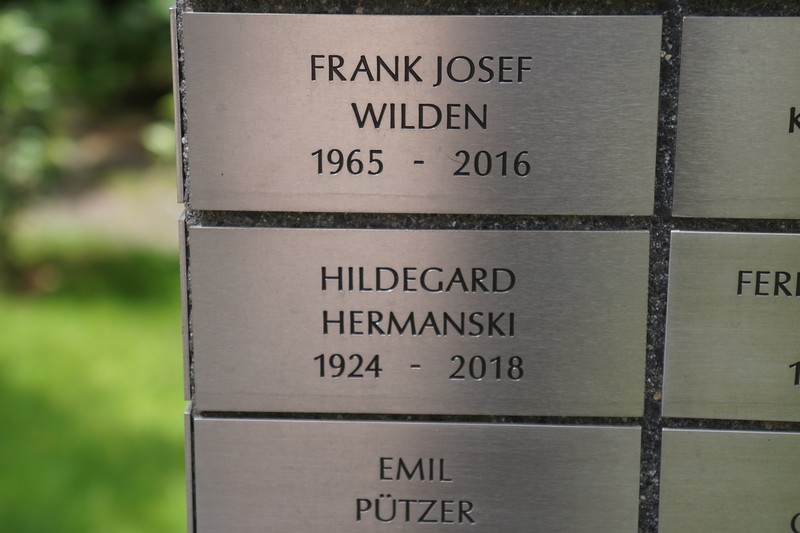 FRANK JOSEF
WILDEN
1965 - 2016
HILDEGARD
HERMANSKI
1924 - 2018
EMIL
PÜTZER